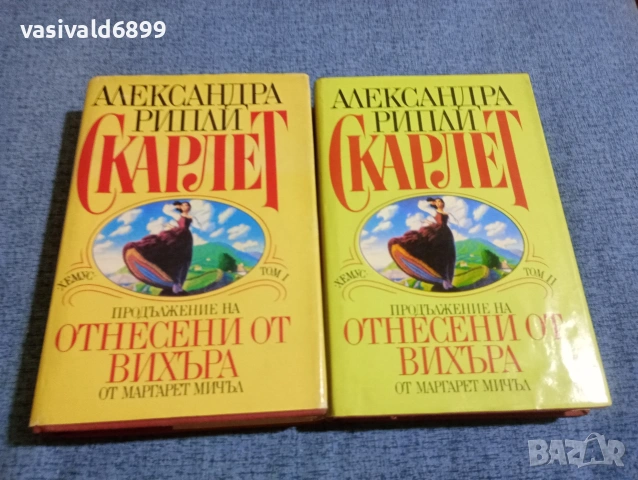 vasivald6899
АЛЕКСАНДРА
РИПЛИ
СКАРЛЕТ
ХЕМУС ТОМ I
ПРОДЪЛЖЕНИЕ НА
ОТНЕСЕНИ ОТ
ВИХЪРА
ОТ МАРГАРЕТ МИЧЪЛ
АЛЕКСАНДРА
РИПЛИ
СКАРЛЕТ
ХЕМУС ТОМ II
ПРОДЪЛЖЕНИЕ НА
ОТНЕСЕНИ ОТ
ВИХЪРА
ОТ МАРГАРЕТ МИЧЪЛ
BAZAR
bg